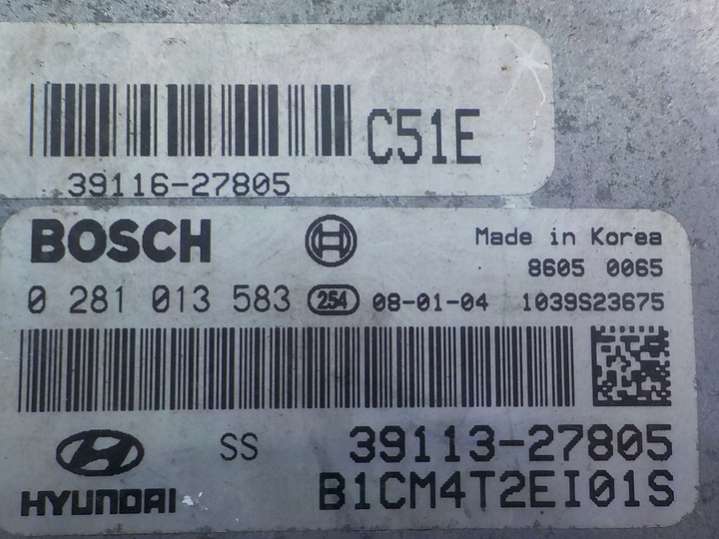 C51E
39116-27805
BOSCH
Made in Korea
8605 0065
0 281 013 583 254 08-01-04 1039S23675
SS 39113-27805
HYUNDAI B1CM4T2EI01S